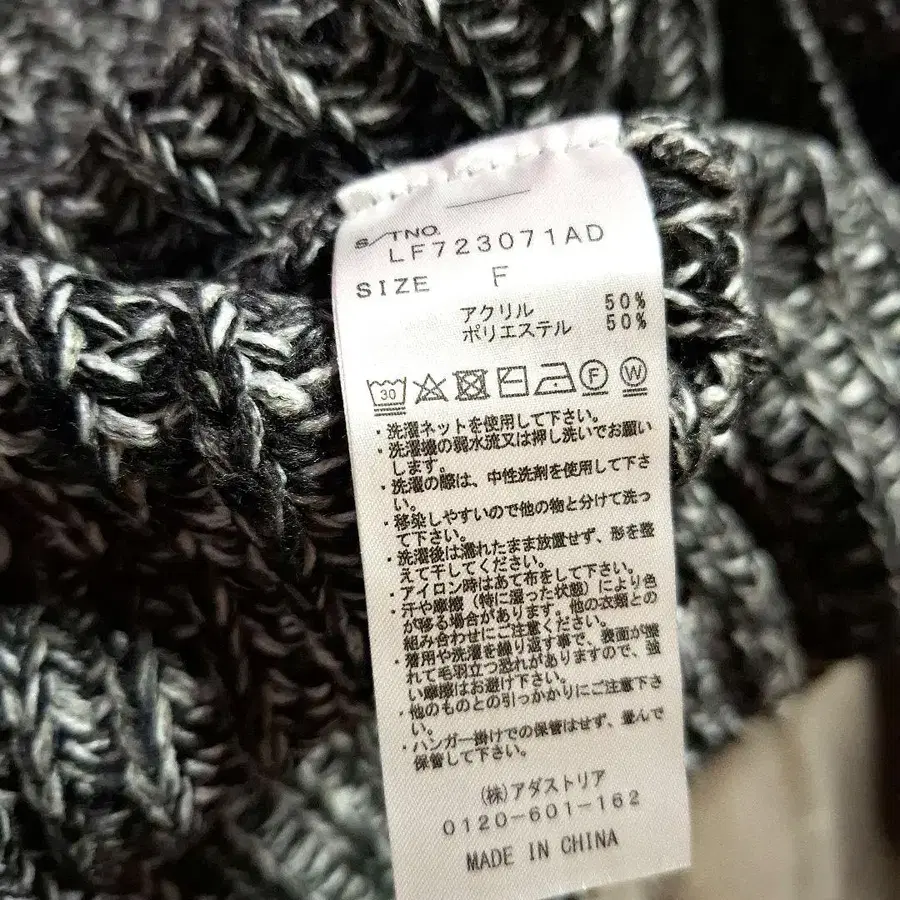 S/TNO.
LF723071AD
SIZE F
アクリル 50%
ポリエステル 50%
30 F W
・洗濯ネットを使用して下さい。
・洗濯機の弱水流又は押し洗いでお願い
します。
・洗濯の際は、中性洗剤を使用して下さ
い。
・移染しやすいので他の物と分けて洗っ
て下さい。
・洗濯後は濡れたまま放置せず、形を整
えて干してください。
・アイロン時はあて布をして下さい。
・汗や摩擦（特に湿った状態）により色
が移る場合があります。他の衣類との
組み合わせにご注意ください。
・着用や洗濯を繰り返す事で、表面が擦
れて毛羽立つ恐れがありますので、強
い摩擦はお避け下さい。
・他のものとの引っかかりにご注意下さ
い。
・ハンガー掛けでの保管はせず、畳んで
保管して下さい。
(株)アダストリア
0120-601-162
MADE IN CHINA